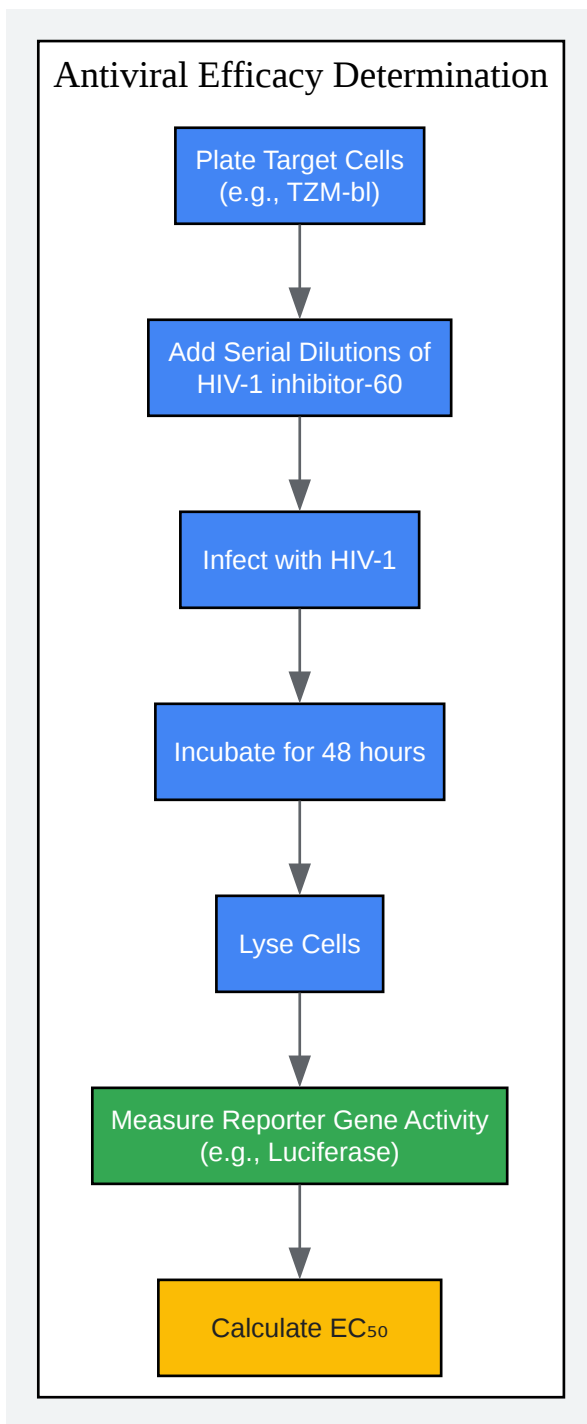 Antiviral Efficacy Determination
Plate Target Cells
(e.g., TZM-bl)
Add Serial Dilutions of
HIV-1 inhibitor-60
Infect with HIV-1
Incubate for 48 hours
Lyse Cells
Measure Reporter Gene Activity
(e.g., Luciferase)
Calculate EC₅₀